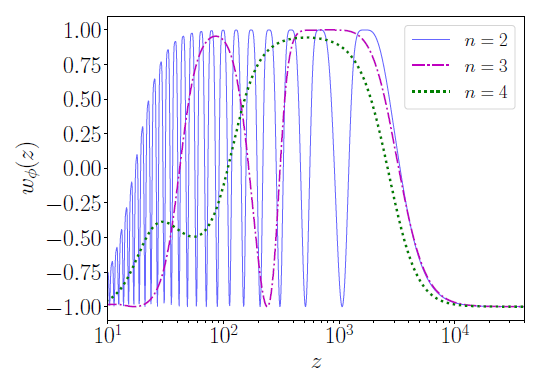 1.00
0.75
0.50
0.25
0.00
−0.25
−0.50
−0.75
−1.00
w_ϕ(z)
10^1
10^2
10^3
10^4
z
n = 2
n = 3
n = 4